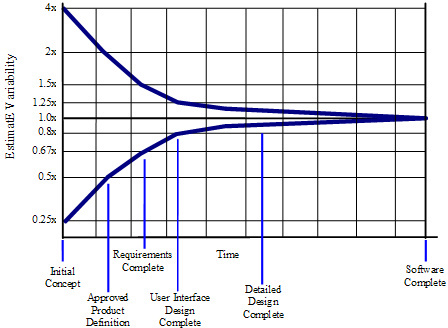 4x
2x
1.5x
1.25x
1.0x
0.8x
0.67x
0.5x
0.25x
EstimatE Variability
Requirements
Complete
Time
Initial
Concept
Approved
Product
Definition
User Interface
Design
Complete
Detailed
Design
Complete
Software
Complete